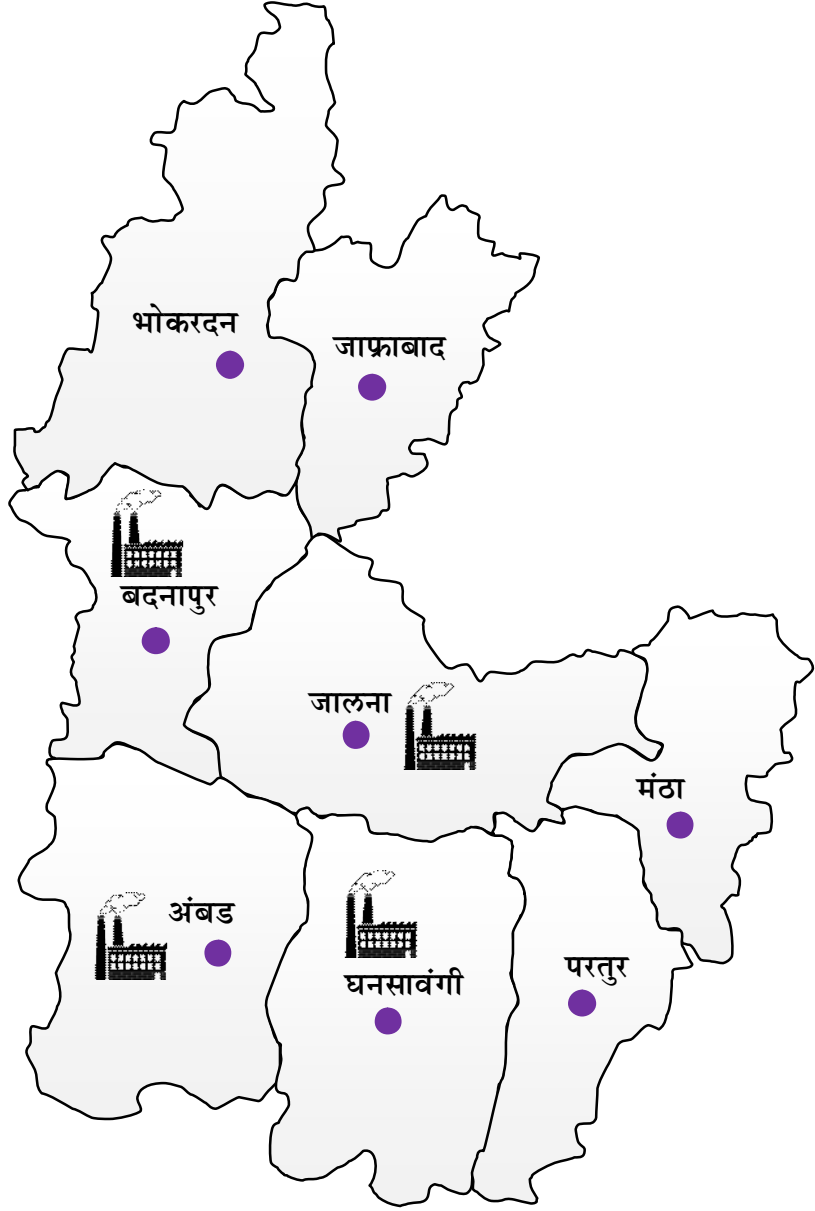 भोकरदन
जाफ्राबाद
बदनापुर
जालना
मंठा
अंबड
घनसावंगी
परतुर